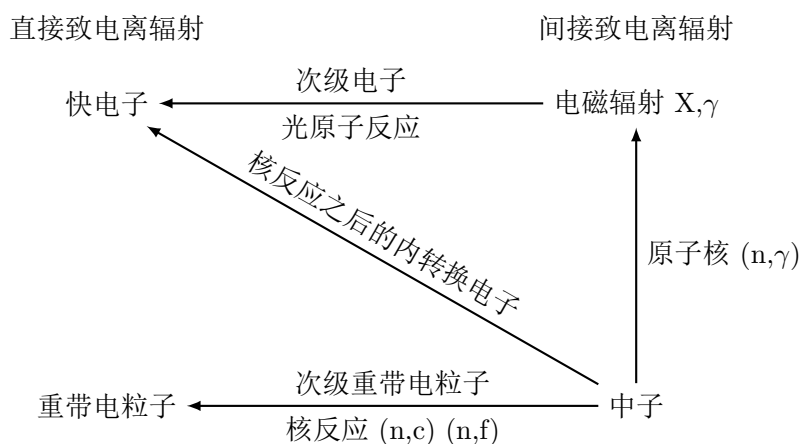 直接致电离辐射
间接致电离辐射
次级电子
快电子
电磁辐射 X,γ
光原子反应
核反应之后的内转换电子
原子核 (n,γ)
次级重带电粒子
重带电粒子
中子
核反应 (n,c) (n,f)